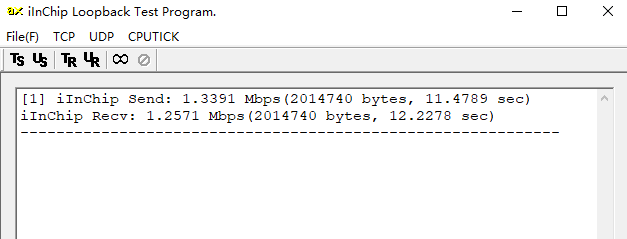 ax iInChip Loopback Test Program.
File(F) TCP UDP CPUTICK
TS US TR UR
[1] iInChip Send: 1.3391 Mbps(2014740 bytes, 11.4789 sec)
iInChip Recv: 1.2571 Mbps(2014740 bytes, 12.2278 sec)
------------------------------------------------------------